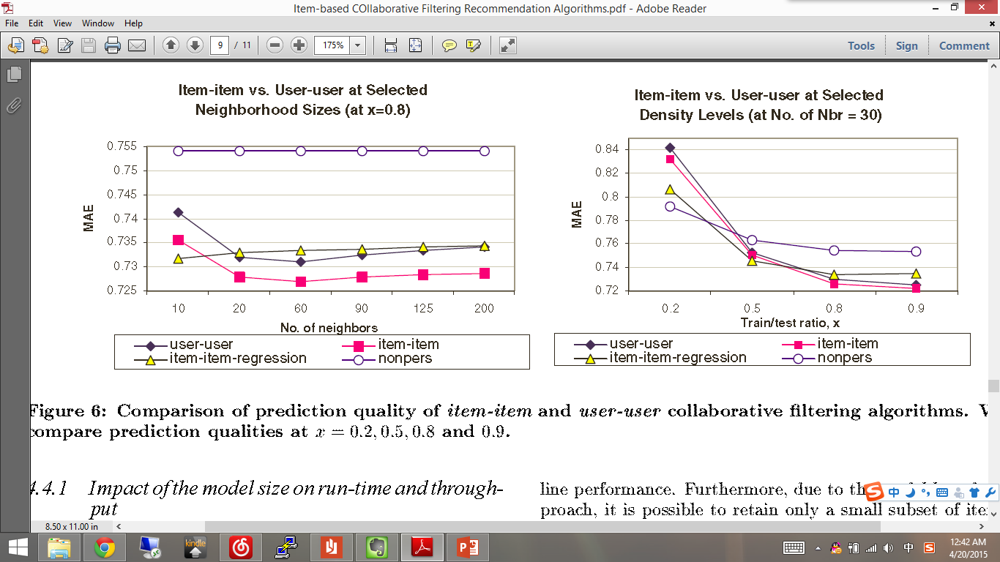 Item-based COllaborative Filtering Recommendation Algorithms.pdf - Adobe Reader
File Edit View Window Help
9 / 11 175% Tools Sign Comment
Item-item vs. User-user at Selected
Neighborhood Sizes (at x=0.8)
0.755
0.75
0.745
0.74
0.735
0.73
0.725
MAE
10 20 60 90 125 200
No. of neighbors
user-user item-item
item-item-regression nonpers
Item-item vs. User-user at Selected
Density Levels (at No. of Nbr = 30)
0.84
0.82
0.8
0.78
0.76
0.74
0.72
MAE
0.2 0.5 0.8 0.9
Train/test ratio, x
user-user item-item
item-item-regression nonpers
Figure 6: Comparison of prediction quality of item-item and user-user collaborative filtering algorithms.
compare prediction qualities at x = 0.2, 0.5, 0.8 and 0.9.
4.4.1 Impact of the model size on run-time and through-
put
line performance. Furthermore, due to
proach, it is possible to retain only a small subset of
中
8.50 x 11.00 in
kindle
中
12:42 AM
4/20/2015